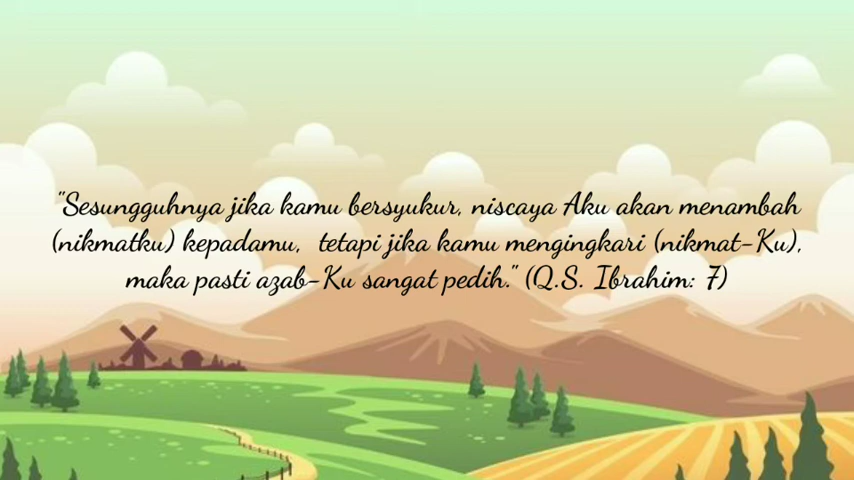 "Sesungguhnya jika kamu bersyukur, niscaya Aku akan menambah
(nikmatku) kepadamu, tetapi jika kamu mengingkari (nikmat-Ku),
maka pasti azab-Ku sangat pedih." (Q.S. Ibrahim: 7)